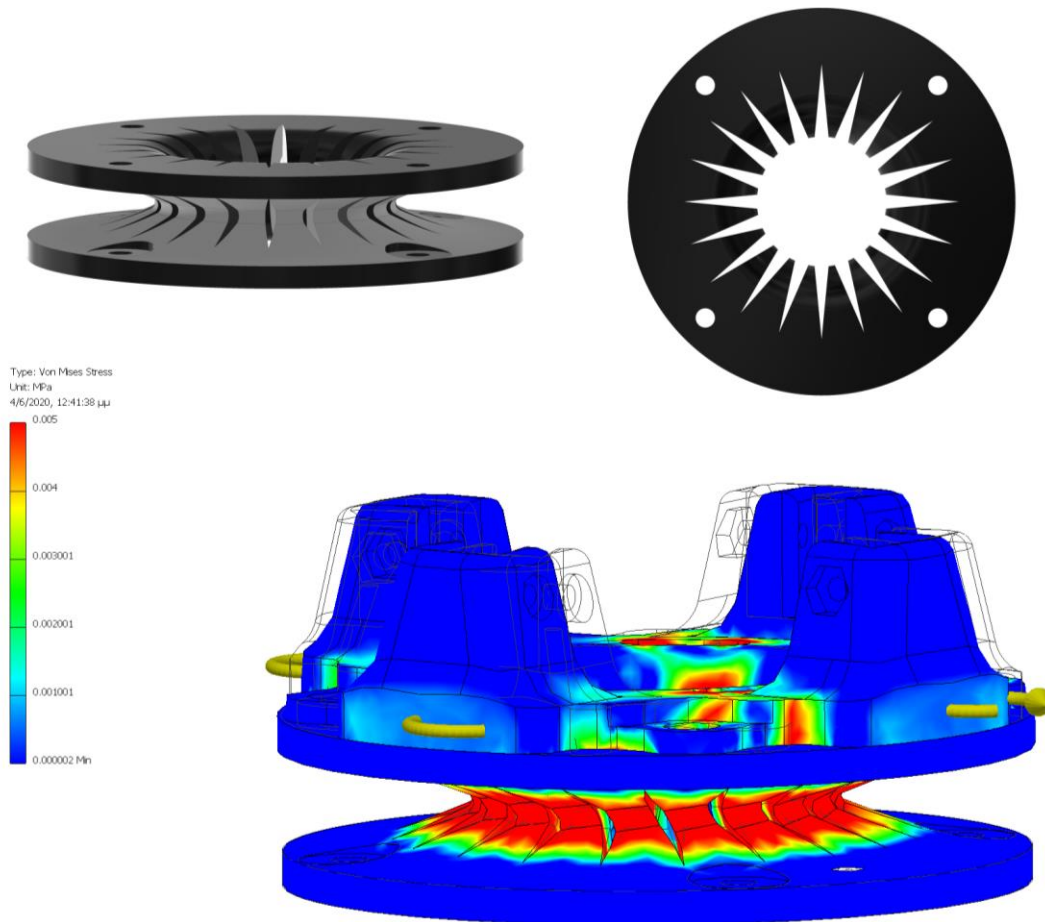 Type: Von Mises Stress
Unit: MPa
4/6/2020, 12:41:38 μμ
0.005
0.004
0.003001
0.002001
0.001001
0.000002 Min